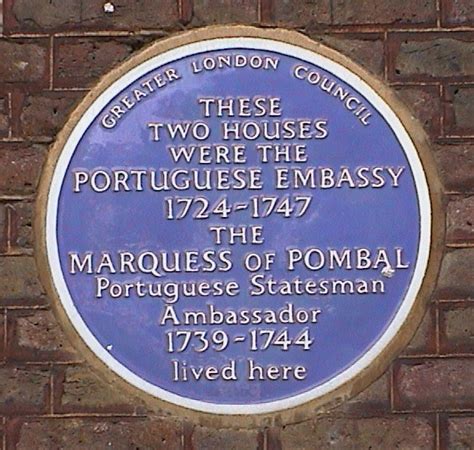 GREATER LONDON COUNCIL
THESE
TWO HOUSES
WERE THE
PORTUGUESE EMBASSY
1724-1747
THE
MARQUESS OF POMBAL
Portuguese Statesman
Ambassador
1739-1744
lived here